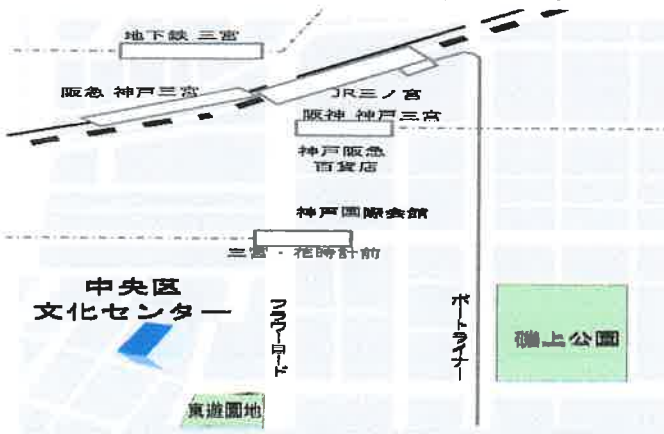 地下鉄 三宮
阪急 神戸三宮
JR三ノ宮
阪神 神戸三宮
神戸阪急
百貨店
神戸国際会館
三宮・花時計前
中央区
文化センター
フラワーロード
ポートライナー
磯上公園
東遊園地